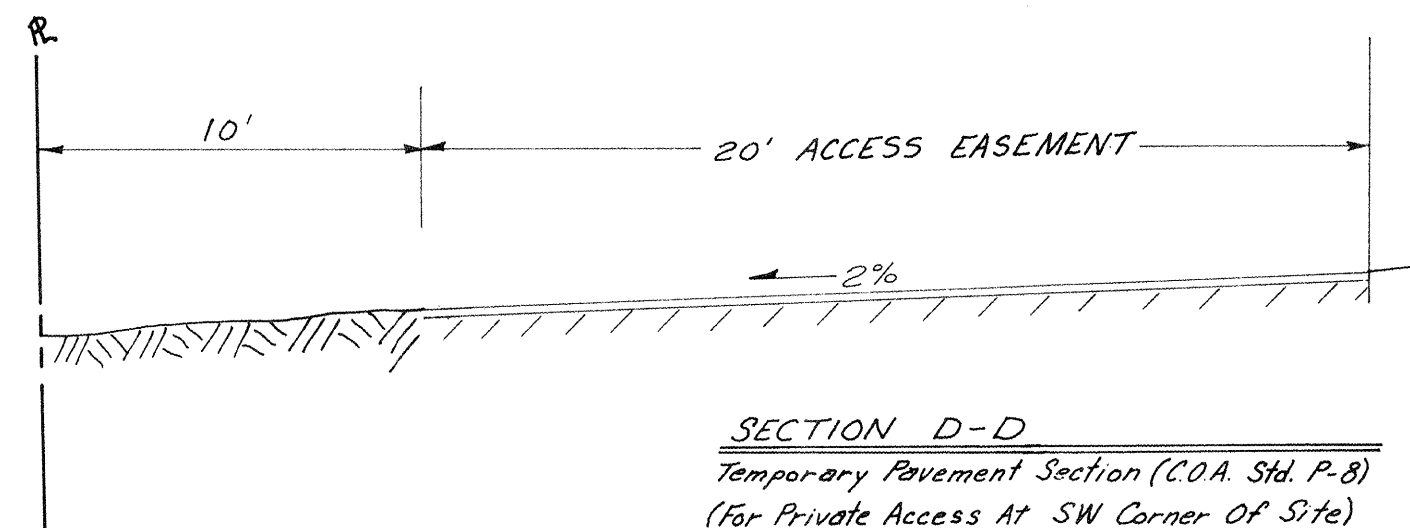 PL
10'
20' ACCESS EASEMENT
2%
SECTION D-D
Temporary Pavement Section (C.O.A. Std. P-8)
(For Private Access At SW Corner Of Site)